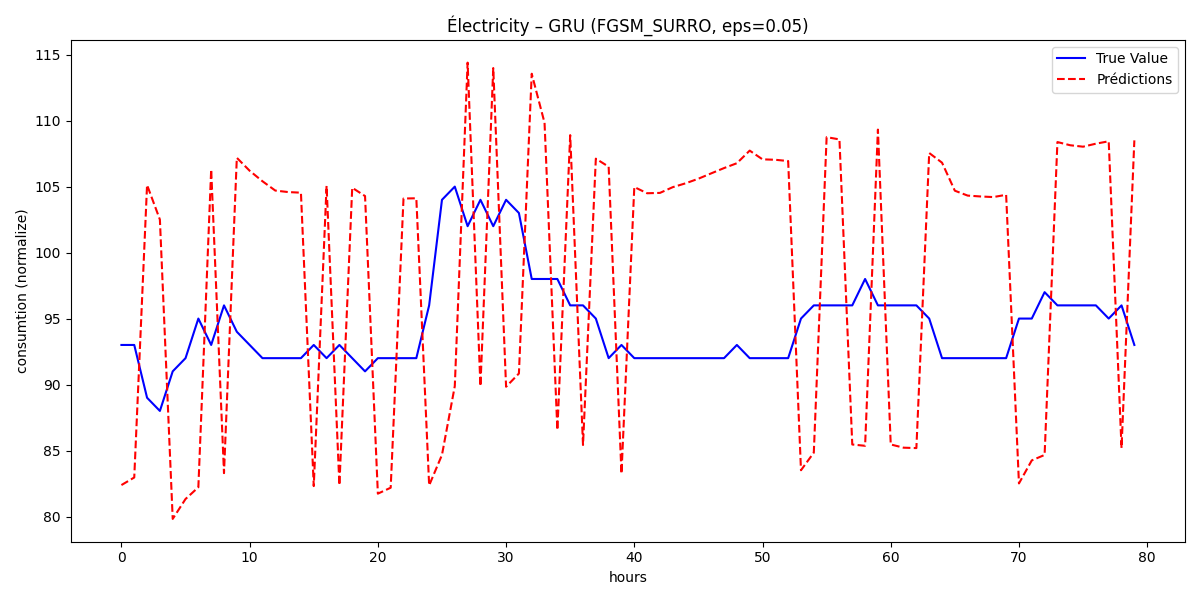 Électricity – GRU (FGSM_SURRO, eps=0.05)
True Value
Prédictions
consumtion (normalize)
115
110
105
100
95
90
85
80
0 10 20 30 40 50 60 70 80
hours